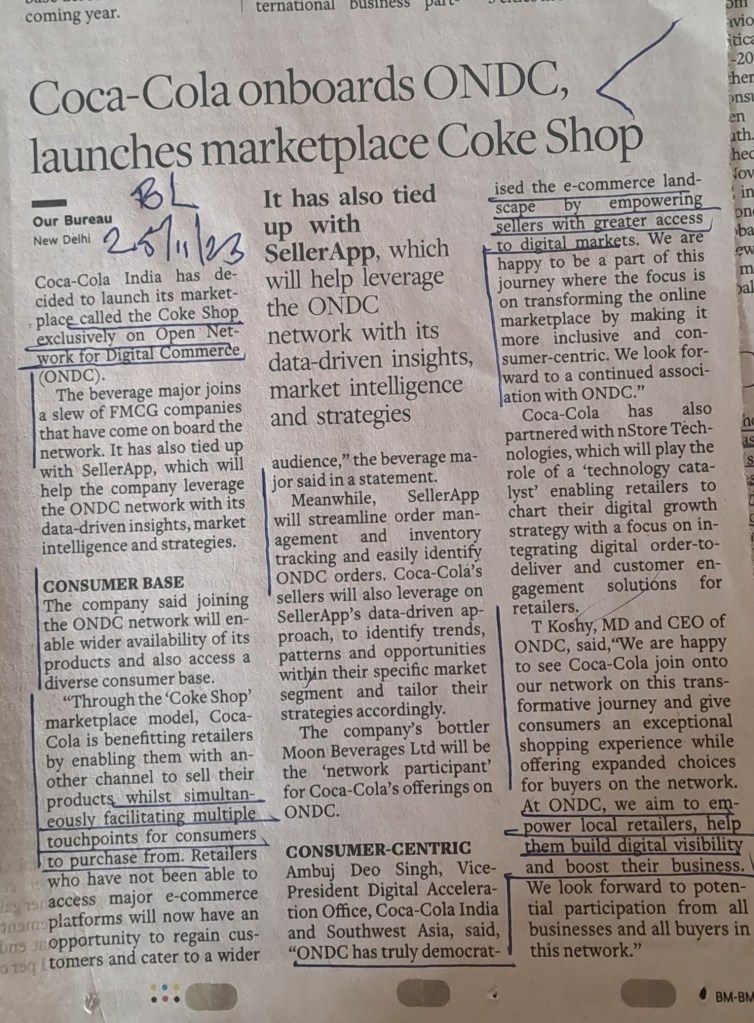 coming year.
ternational business part-
Coca-Cola onboards ONDC,
launches marketplace Coke Shop
BL
25/11/23
Our Bureau
New Delhi
Coca-Cola India has de-
cided to launch its market-
place called the Coke Shop
exclusively on Open Net-
work for Digital Commerce
(ONDC).
The beverage major joins
a slew of FMCG companies
that have come on board the
network. It has also tied up
with SellerApp, which will
help the company leverage
the ONDC network with its
data-driven insights, market
intelligence and strategies.
CONSUMER BASE
The company said joining
the ONDC network will en-
able wider availability of its
products and also access a
diverse consumer base.
“Through the ‘Coke Shop’
marketplace model, Coca-
Cola is benefitting retailers
by enabling them with an-
other channel to sell their
products whilst simultan-
eously facilitating multiple
touchpoints for consumers
to purchase from. Retailers
who have not been able to
access major e-commerce
platforms will now have an
opportunity to regain cus-
tomers and cater to a wider
It has also tied
up with
SellerApp, which
will help leverage
the ONDC
network with its
data-driven insights,
market intelligence
and strategies
audience,” the beverage ma-
jor said in a statement.
Meanwhile, SellerApp
will streamline order man-
agement and inventory
tracking and easily identify
ONDC orders. Coca-Cola’s
sellers will also leverage on
SellerApp’s data-driven ap-
proach, to identify trends,
patterns and opportunities
within their specific market
segment and tailor their
strategies accordingly.
The company’s bottler
Moon Beverages Ltd will be
the ‘network participant’
for Coca-Cola’s offerings on
ONDC.
CONSUMER-CENTRIC
Ambuj Deo Singh, Vice-
President Digital Accelera-
tion Office, Coca-Cola India
and Southwest Asia, said,
“ONDC has truly democrat-
ised the e-commerce land-
scape by empowering
sellers with greater access
to digital markets. We are
happy to be a part of this
journey where the focus is
on transforming the online
marketplace by making it
more inclusive and con-
sumer-centric. We look for-
ward to a continued associ-
ation with ONDC.”
Coca-Cola has also
partnered with nStore Tech-
nologies, which will play the
role of a ‘technology cata-
lyst’ enabling retailers to
chart their digital growth
strategy with a focus on in-
tegrating digital order-to-
deliver and customer en-
gagement solutions for
retailers.
T Koshy, MD and CEO of
ONDC, said,“We are happy
to see Coca-Cola join onto
our network on this trans-
formative journey and give
consumers an exceptional
shopping experience while
offering expanded choices
for buyers on the network.
At ONDC, we aim to em-
power local retailers, help
them build digital visibility
and boost their business.
We look forward to poten-
tial participation from all
businesses and all buyers in
this network.”
BM-BM